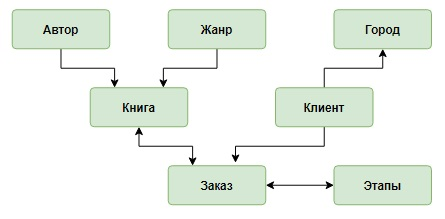 Автор
Жанр
Город
Книга
Клиент
Заказ
Этапы